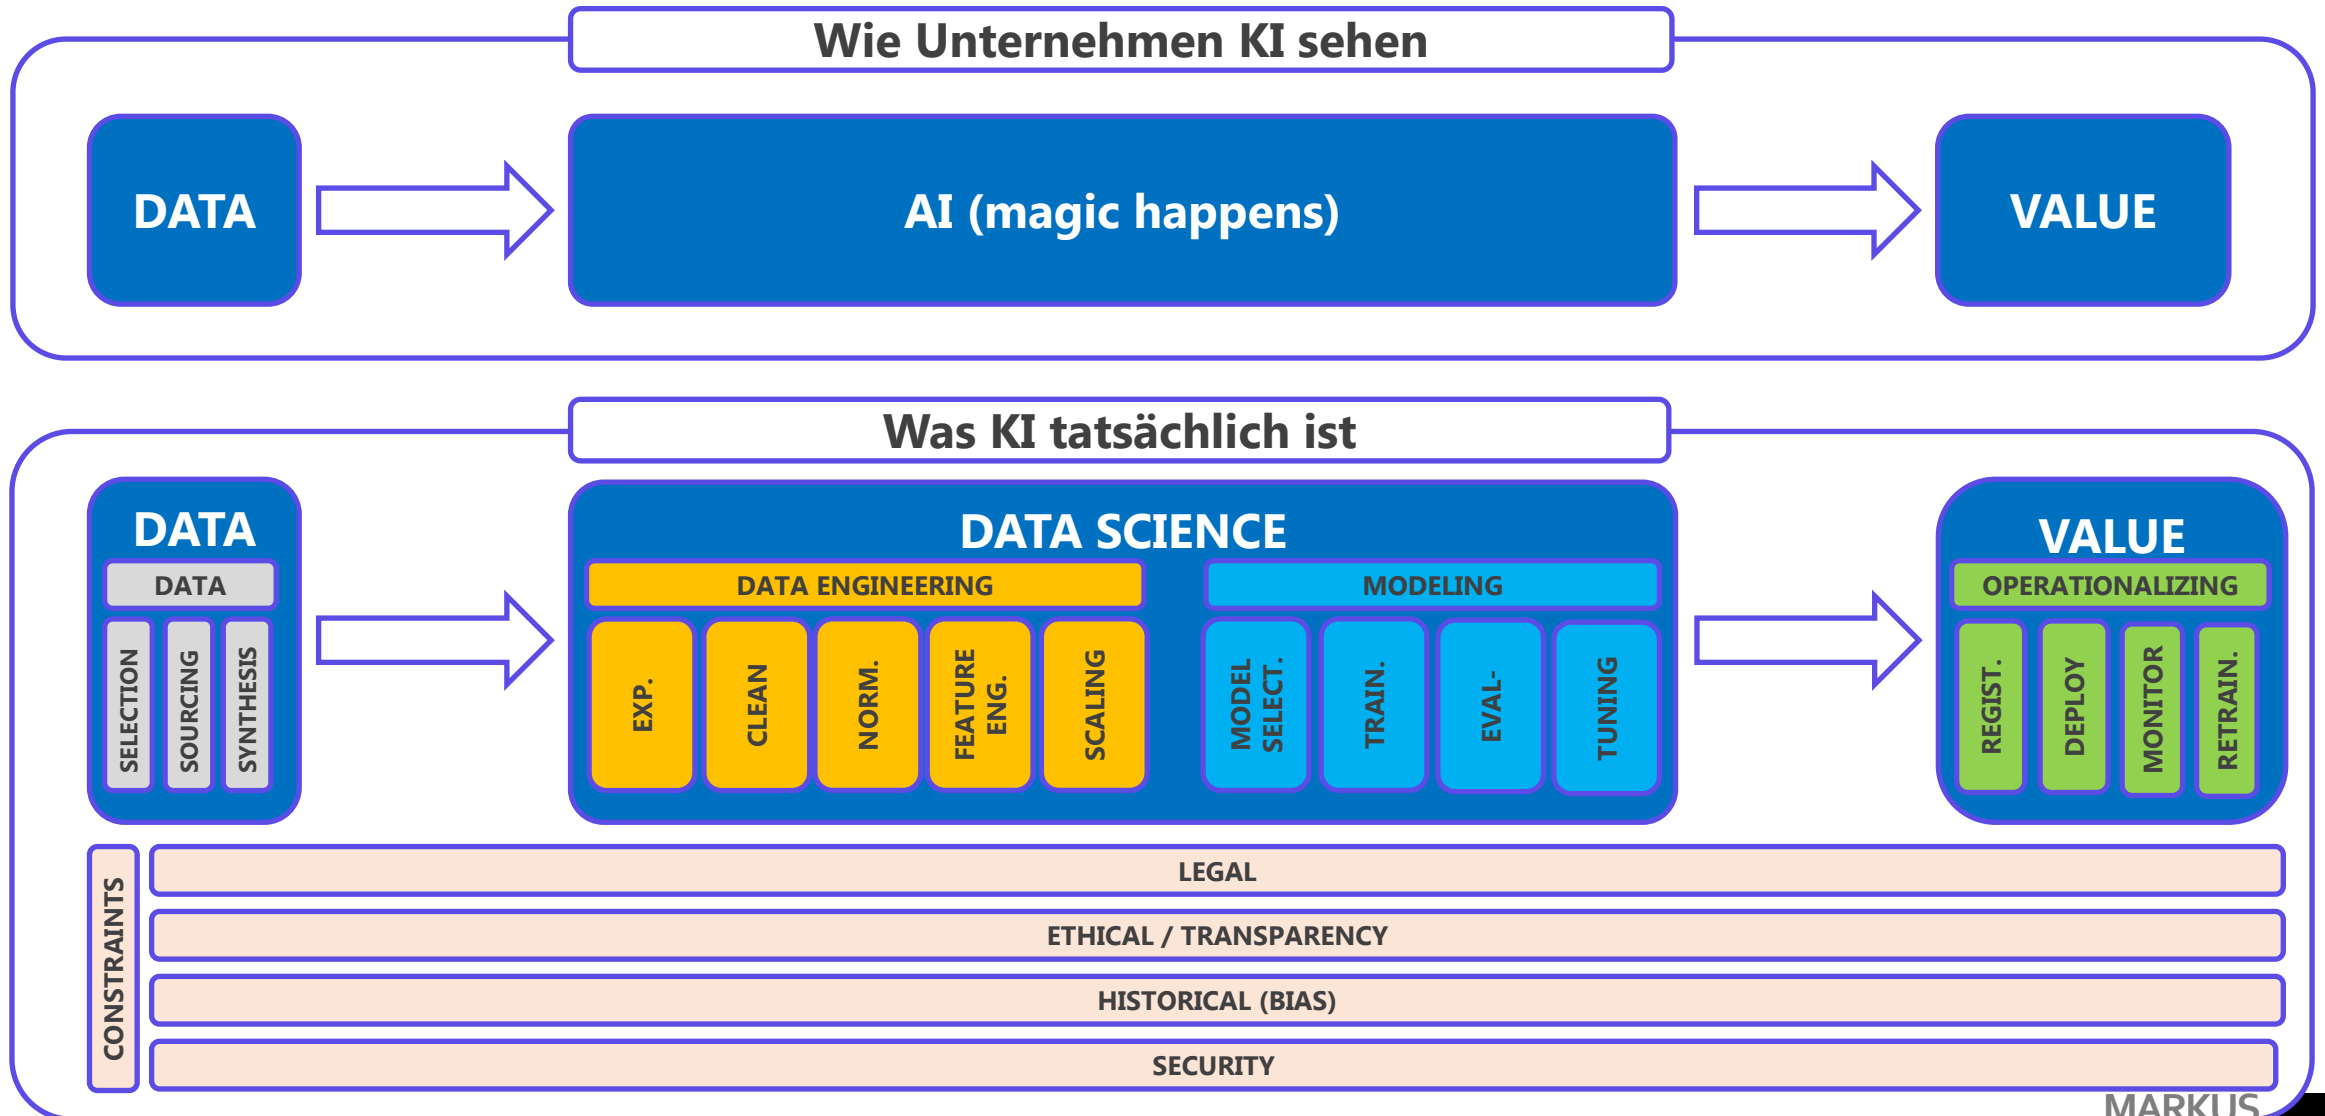 Wie Unternehmen KI sehen
DATA
AI (magic happens)
VALUE
Was KI tatsächlich ist
DATA
DATA
SELECTION
SOURCING
SYNTHESIS
DATA SCIENCE
DATA ENGINEERING
EXP.
CLEAN
NORM.
FEATURE
ENG.
SCALING
MODELING
MODEL
SELECT.
TRAIN.
EVAL-
TUNING
VALUE
OPERATIONALIZING
REGIST.
DEPLOY
MONITOR
RETRAIN.
CONSTRAINTS
LEGAL
ETHICAL / TRANSPARENCY
HISTORICAL (BIAS)
SECURITY
MARKUS